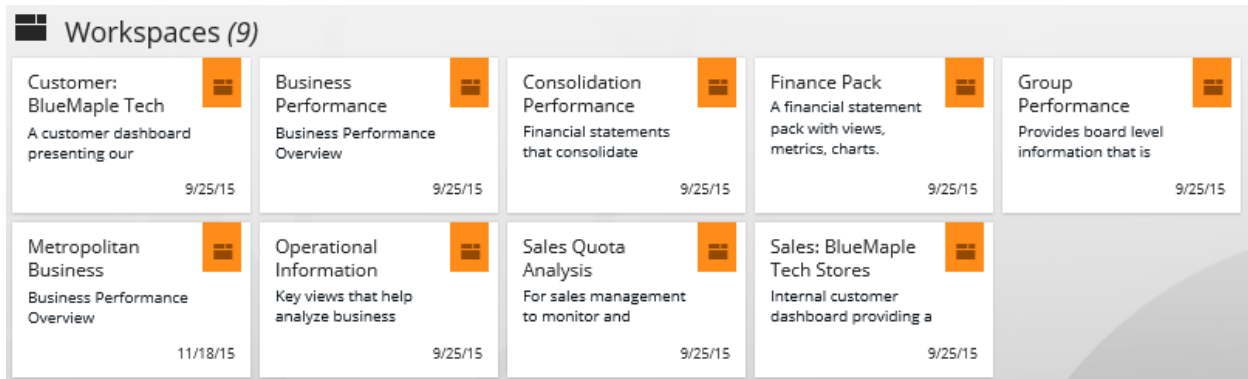 Workspaces (9)
Customer:
BlueMaple Tech
A customer dashboard
presenting our
9/25/15
Business
Performance
Business Performance
Overview
9/25/15
Consolidation
Performance
Financial statements
that consolidate
9/25/15
Finance Pack
A financial statement
pack with views,
metrics, charts.
9/25/15
Group
Performance
Provides board level
information that is
9/25/15
Metropolitan
Business
Business Performance
Overview
11/18/15
Operational
Information
Key views that help
analyze business
9/25/15
Sales Quota
Analysis
For sales management
to monitor and
9/25/15
Sales: BlueMaple
Tech Stores
Internal customer
dashboard providing a
9/25/15